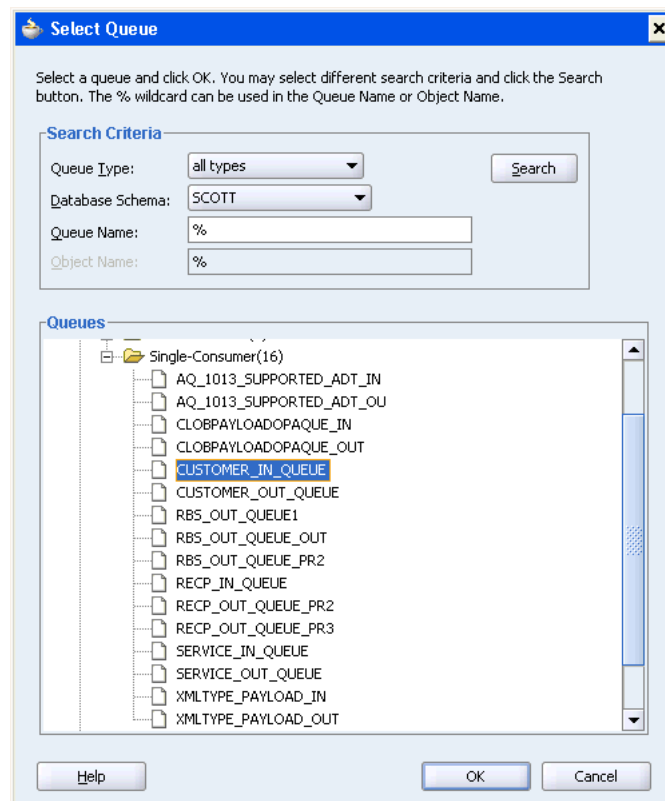 Select Queue
Select a queue and click OK. You may select different search criteria and click the Search
button. The % wildcard can be used in the Queue Name or Object Name.
Search Criteria
Queue Type: all types Search
Database Schema: SCOTT
Queue Name: %
Object Name: %
Queues
Single-Consumer(16)
AQ_1013_SUPPORTED_ADT_IN
AQ_1013_SUPPORTED_ADT_OU
CLOBPAYLOADOPAQUE_IN
CLOBPAYLOADOPAQUE_OUT
CUSTOMER_IN_QUEUE
CUSTOMER_OUT_QUEUE
RBS_OUT_QUEUE1
RBS_OUT_QUEUE_OUT
RBS_OUT_QUEUE_PR2
RECP_IN_QUEUE
RECP_OUT_QUEUE_PR2
RECP_OUT_QUEUE_PR3
SERVICE_IN_QUEUE
SERVICE_OUT_QUEUE
XMLTYPE_PAYLOAD_IN
XMLTYPE_PAYLOAD_OUT
Help OK Cancel